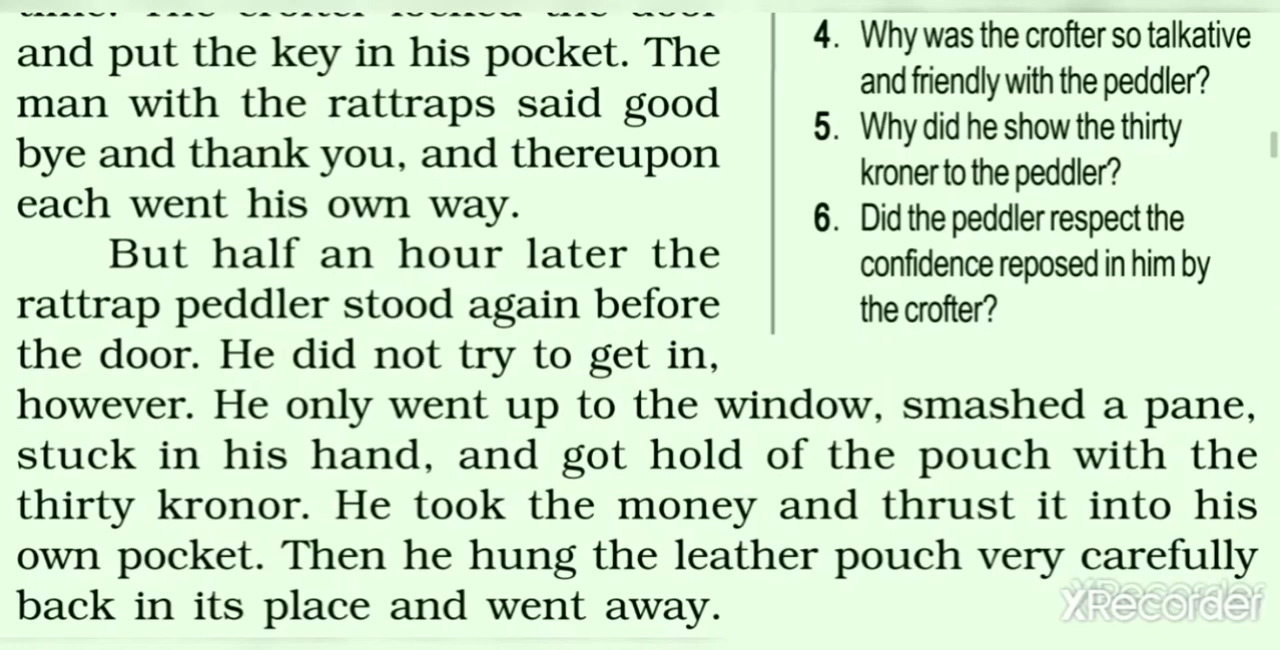 and put the key in his pocket. The
man with the rattraps said good
bye and thank you, and thereupon
each went his own way.
But half an hour later the
rattrap peddler stood again before
the door. He did not try to get in,
however. He only went up to the window, smashed a pane,
stuck in his hand, and got hold of the pouch with the
thirty kronor. He took the money and thrust it into his
own pocket. Then he hung the leather pouch very carefully
back in its place and went away.
4. Why was the crofter so talkative
and friendly with the peddler?
5. Why did he show the thirty
kroner to the peddler?
6. Did the peddler respect the
confidence reposed in him by
the crofter?
XRecorder